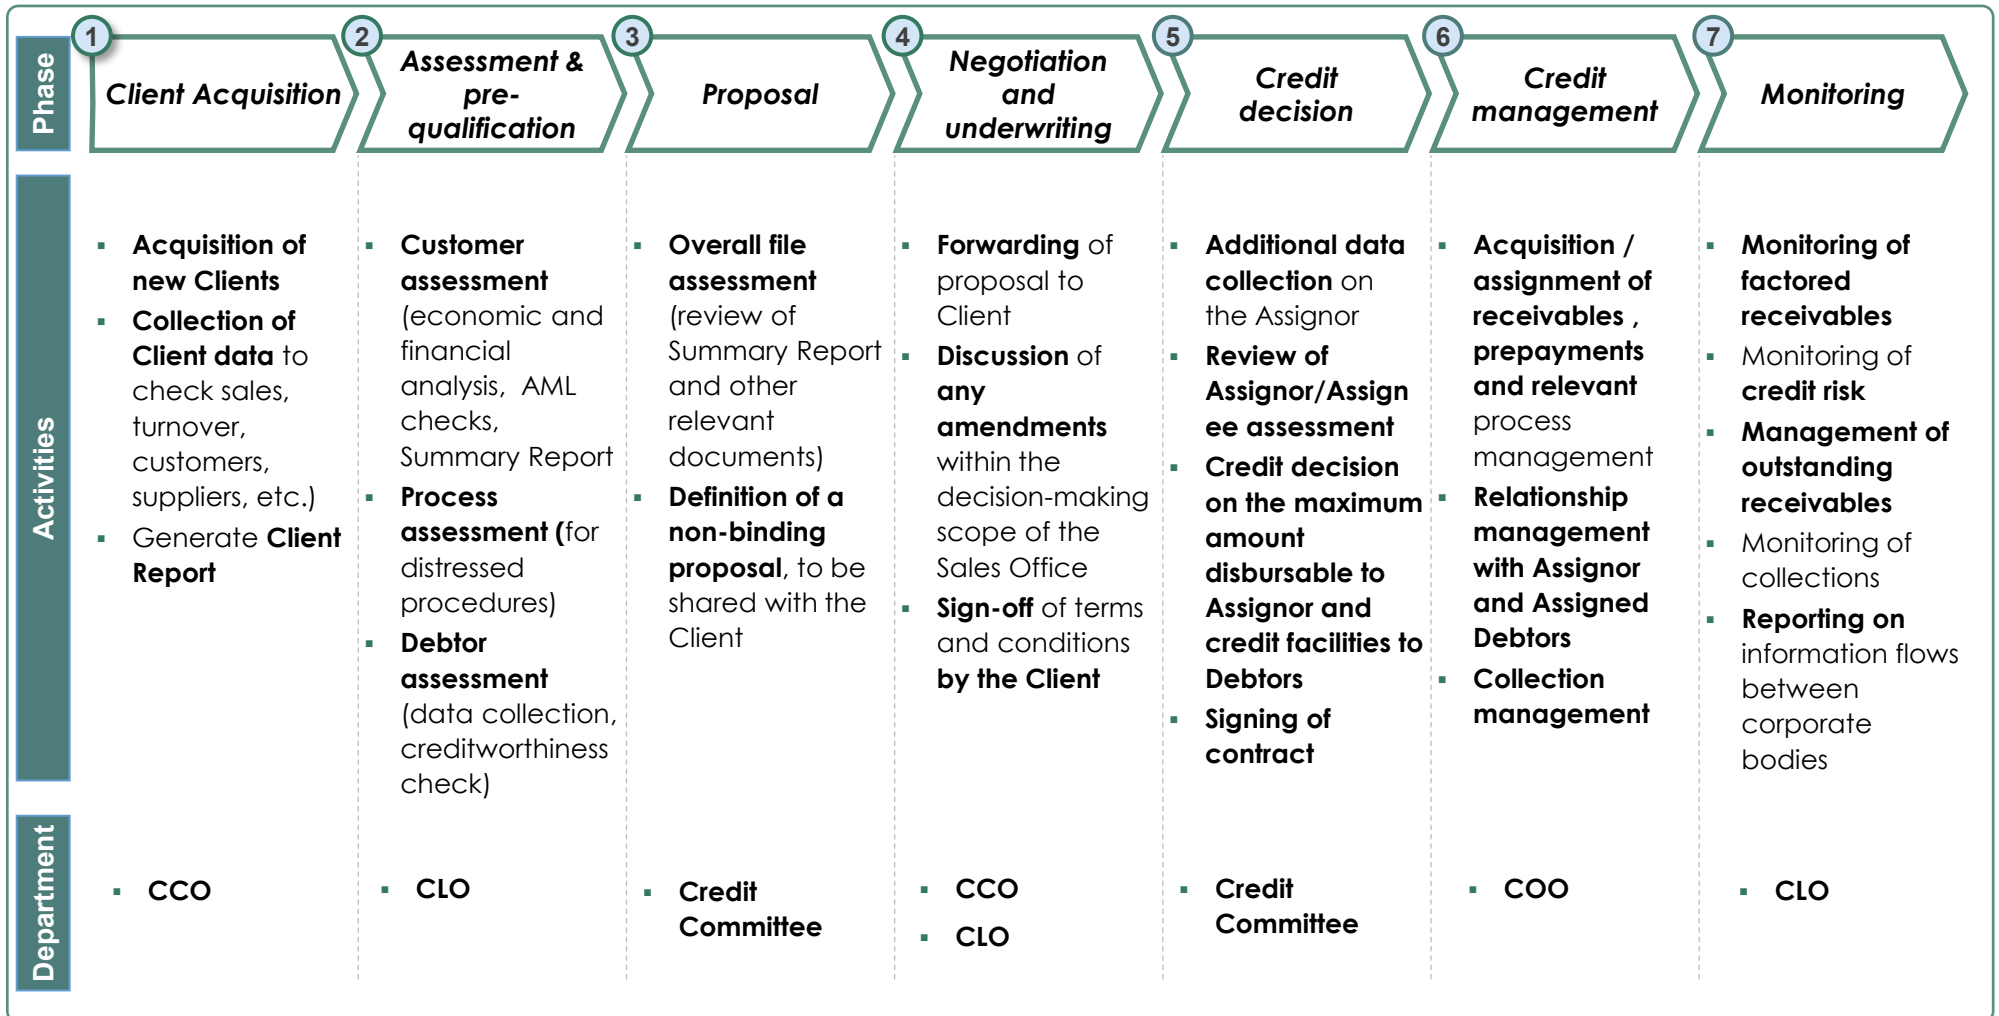 Phase
1
Client Acquisition
2
Assessment &
pre-
qualification
3
Proposal
4
Negotiation
and
underwriting
5
Credit
decision
6
Credit
management
7
Monitoring
Activities
▪ Acquisition of
new Clients
▪ Collection of
Client data to
check sales,
turnover,
customers,
suppliers, etc.)
▪ Generate Client
Report
▪ Customer
assessment
(economic and
financial
analysis, AML
checks,
Summary Report
▪ Process
assessment (for
distressed
procedures)
▪ Debtor
assessment
(data collection,
creditworthiness
check)
▪ Overall file
assessment
(review of
Summary Report
and other
relevant
documents)
▪ Definition of a
non-binding
proposal, to be
shared with the
Client
▪ Forwarding of
proposal to
Client
▪ Discussion of
any
amendments
within the
decision-making
scope of the
Sales Office
▪ Sign-off of terms
and conditions
by the Client
▪ Additional data
collection on
the Assignor
▪ Review of
Assignor/Assign
ee assessment
▪ Credit decision
on the maximum
amount
disbursable to
Assignor and
credit facilities to
Debtors
▪ Signing of
contract
▪ Acquisition /
assignment of
receivables ,
prepayments
and relevant
process
management
▪ Relationship
management
with Assignor
and Assigned
Debtors
▪ Collection
management
▪ Monitoring of
factored
receivables
▪ Monitoring of
credit risk
▪ Management of
outstanding
receivables
▪ Monitoring of
collections
▪ Reporting on
information flows
between
corporate
bodies
Department
▪ CCO
▪ CLO
▪ Credit
Committee
▪ CCO
▪ CLO
▪ Credit
Committee
▪ COO
▪ CLO